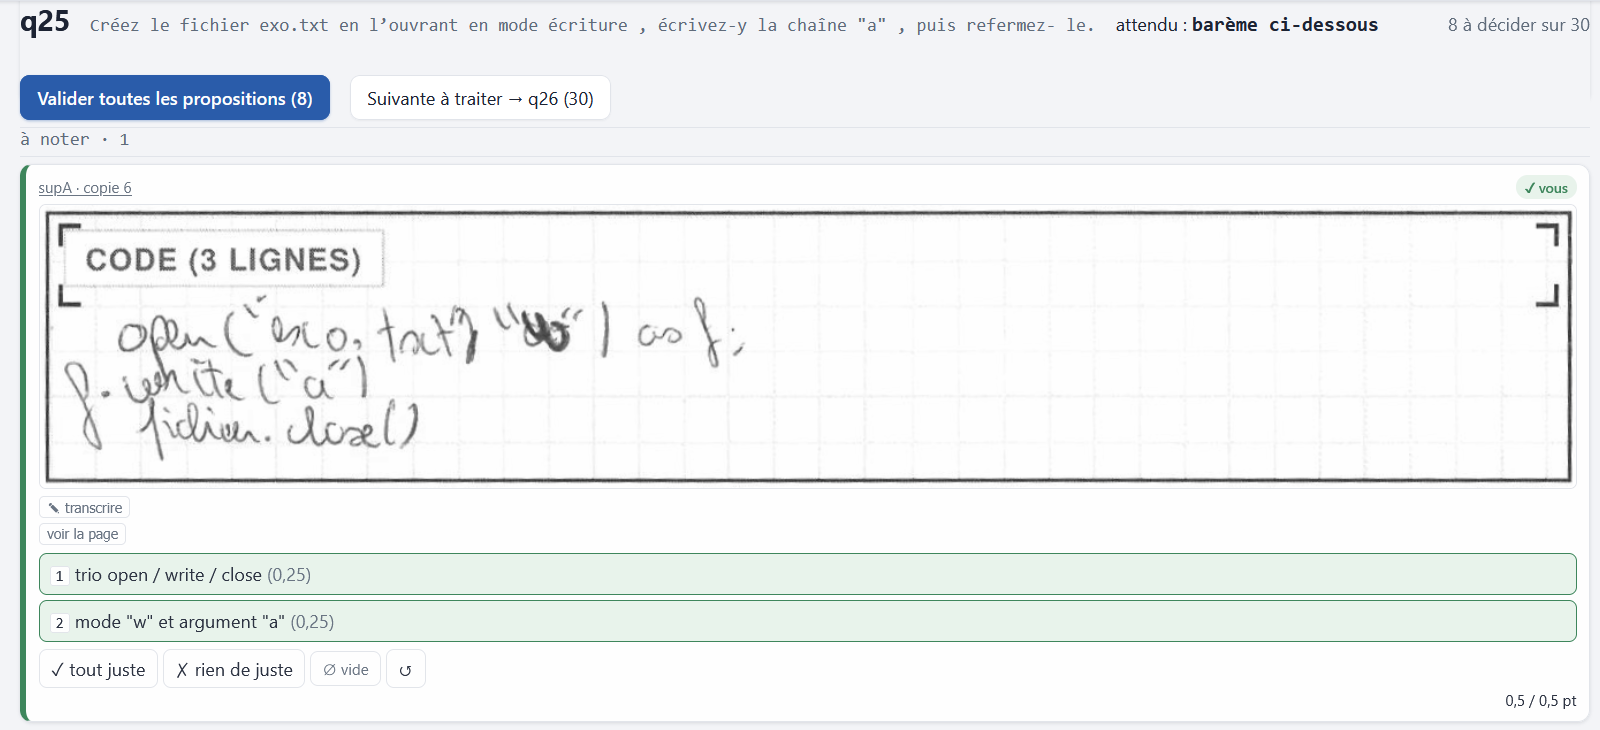 q25 Créez le fichier exo.txt en l’ouvrant en mode écriture , écrivez-y la chaîne "a" , puis refermez- le. attendu : barème ci-dessous 8 à décider sur 30
Valider toutes les propositions (8) Suivante à traiter → q26 (30)
à noter · 1
supA · copie 6 ✓ vous
CODE (3 LIGNES)
open("exo, txt") "w") as f;
f. write ("a")
fichier. close()
✎ transcrire
voir la page
1 trio open / write / close (0,25)
2 mode "w" et argument "a" (0,25)
✓ tout juste ✗ rien de juste ∅ vide ↺
0,5 / 0,5 pt